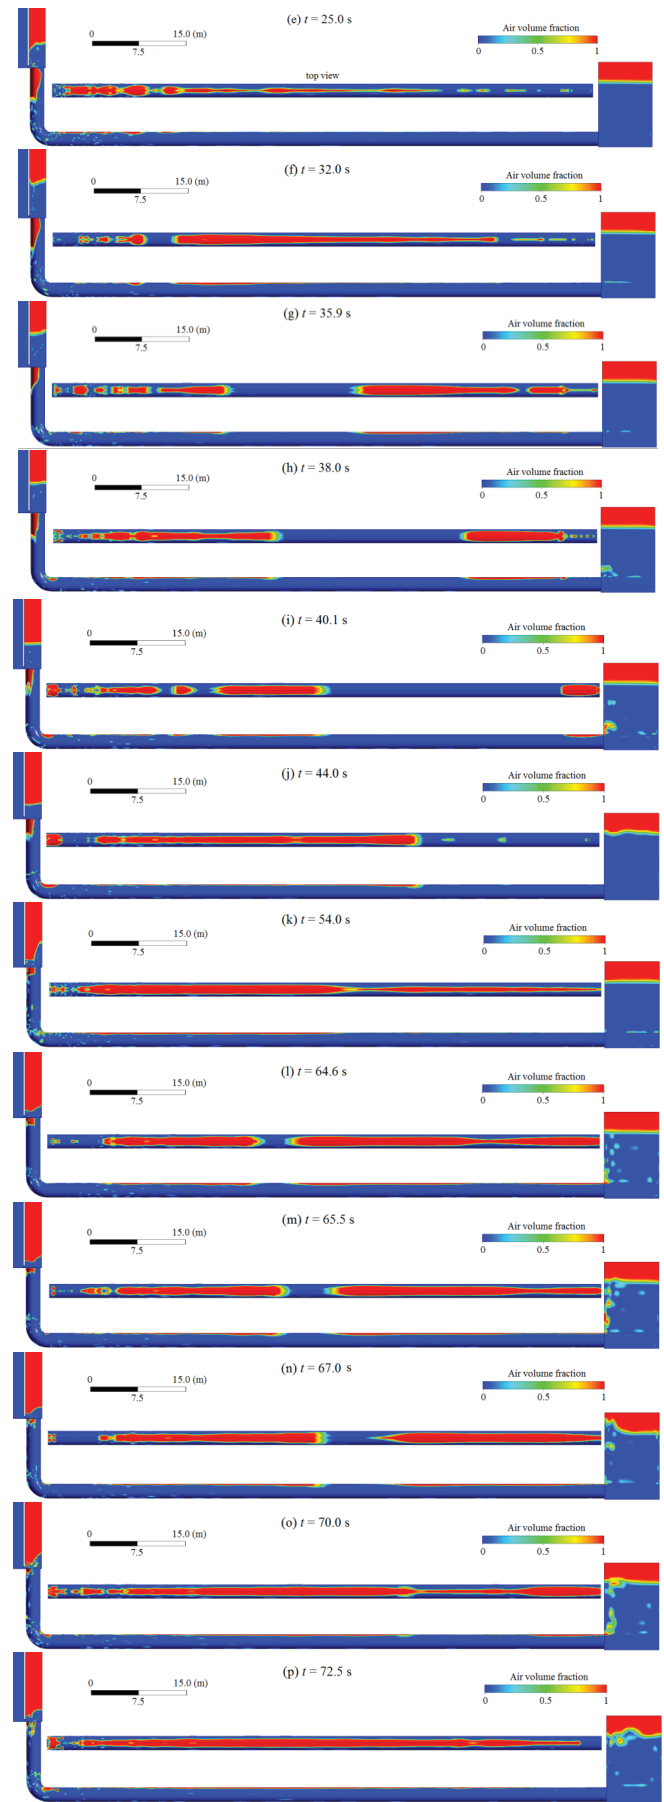 (e) t = 25.0 s
0 15.0 (m)
7.5
Air volume fraction
0 0.5 1
top view
(f) t = 32.0 s
0 15.0 (m)
7.5
Air volume fraction
0 0.5 1
(g) t = 35.9 s
0 15.0 (m)
7.5
Air volume fraction
0 0.5 1
(h) t = 38.0 s
0 15.0 (m)
7.5
Air volume fraction
0 0.5 1
(i) t = 40.1 s
0 15.0 (m)
7.5
Air volume fraction
0 0.5 1
(j) t = 44.0 s
0 15.0 (m)
7.5
Air volume fraction
0 0.5 1
(k) t = 54.0 s
0 15.0 (m)
7.5
Air volume fraction
0 0.5 1
(l) t = 64.6 s
0 15.0 (m)
7.5
Air volume fraction
0 0.5 1
(m) t = 65.5 s
0 15.0 (m)
7.5
Air volume fraction
0 0.5 1
(n) t = 67.0 s
0 15.0 (m)
7.5
Air volume fraction
0 0.5 1
(o) t = 70.0 s
0 15.0 (m)
7.5
Air volume fraction
0 0.5 1
(p) t = 72.5 s
0 15.0 (m)
7.5
Air volume fraction
0 0.5 1